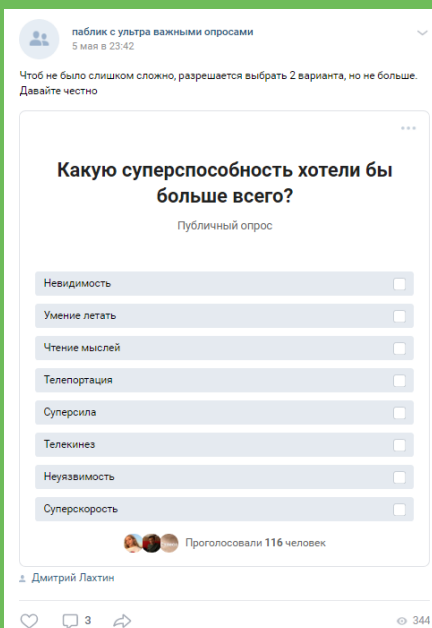 паблик с ультра важными опросами
5 мая в 23:42
Чтоб не было слишком сложно, разрешается выбрать 2 варианта, но не больше.
Давайте честно
Какую суперспособность хотели бы
больше всего?
Публичный опрос
Невидимость
Умение летать
Чтение мыслей
Телепортация
Суперсила
Телекинез
Неуязвимость
Суперскорость
Проголосовали 116 человек
Дмитрий Лахтин
3
344